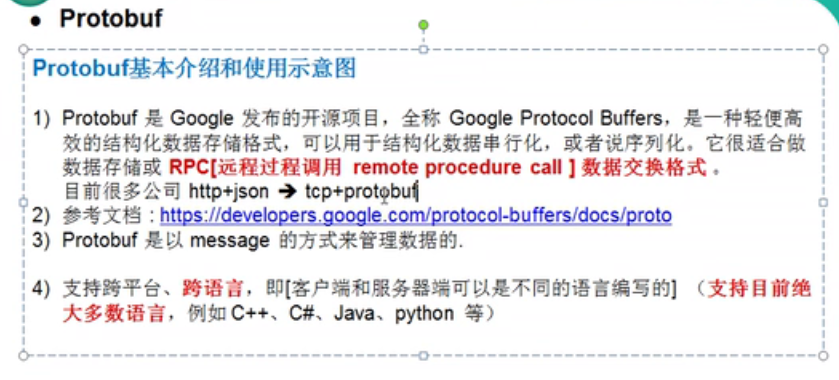 ● Protobuf
Protobuf基本介绍和使用示意图
1) Protobuf 是 Google 发布的开源项目，全称 Google Protocol Buffers，是一种轻便高
效的结构化数据存储格式，可以用于结构化数据串行化，或者说序列化。它很适合做
数据存储或 RPC[远程过程调用 remote procedure call ] 数据交换格式 。
目前很多公司 http+json ➔ tcp+protobuf
2) 参考文档 : https://developers.google.com/protocol-buffers/docs/proto
3) Protobuf 是以 message 的方式来管理数据的.
4) 支持跨平台、跨语言，即[客户端和服务器端可以是不同的语言编写的] （支持目前绝
大多数语言，例如 C++、C#、Java、python 等）